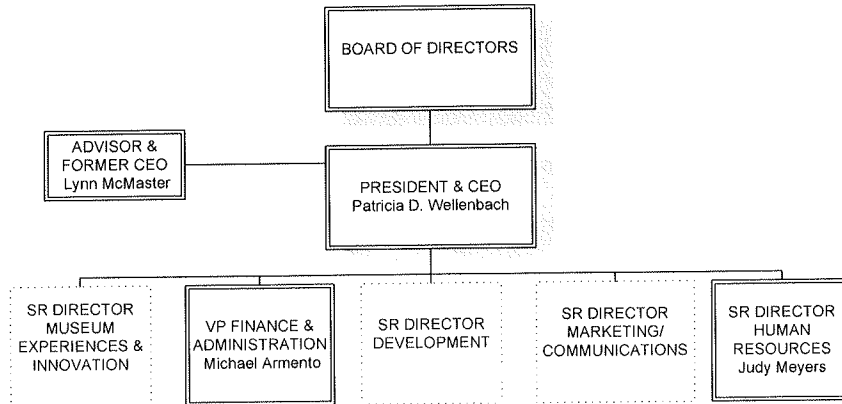 BOARD OF DIRECTORS
ADVISOR &
FORMER CEO
Lynn McMaster
PRESIDENT & CEO
Patricia D. Wellenbach
SR DIRECTOR
MUSEUM
EXPERIENCES &
INNOVATION
VP FINANCE &
ADMINISTRATION
Michael Armento
SR DIRECTOR
DEVELOPMENT
SR DIRECTOR
MARKETING/
COMMUNICATIONS
SR DIRECTOR
HUMAN
RESOURCES
Judy Meyers